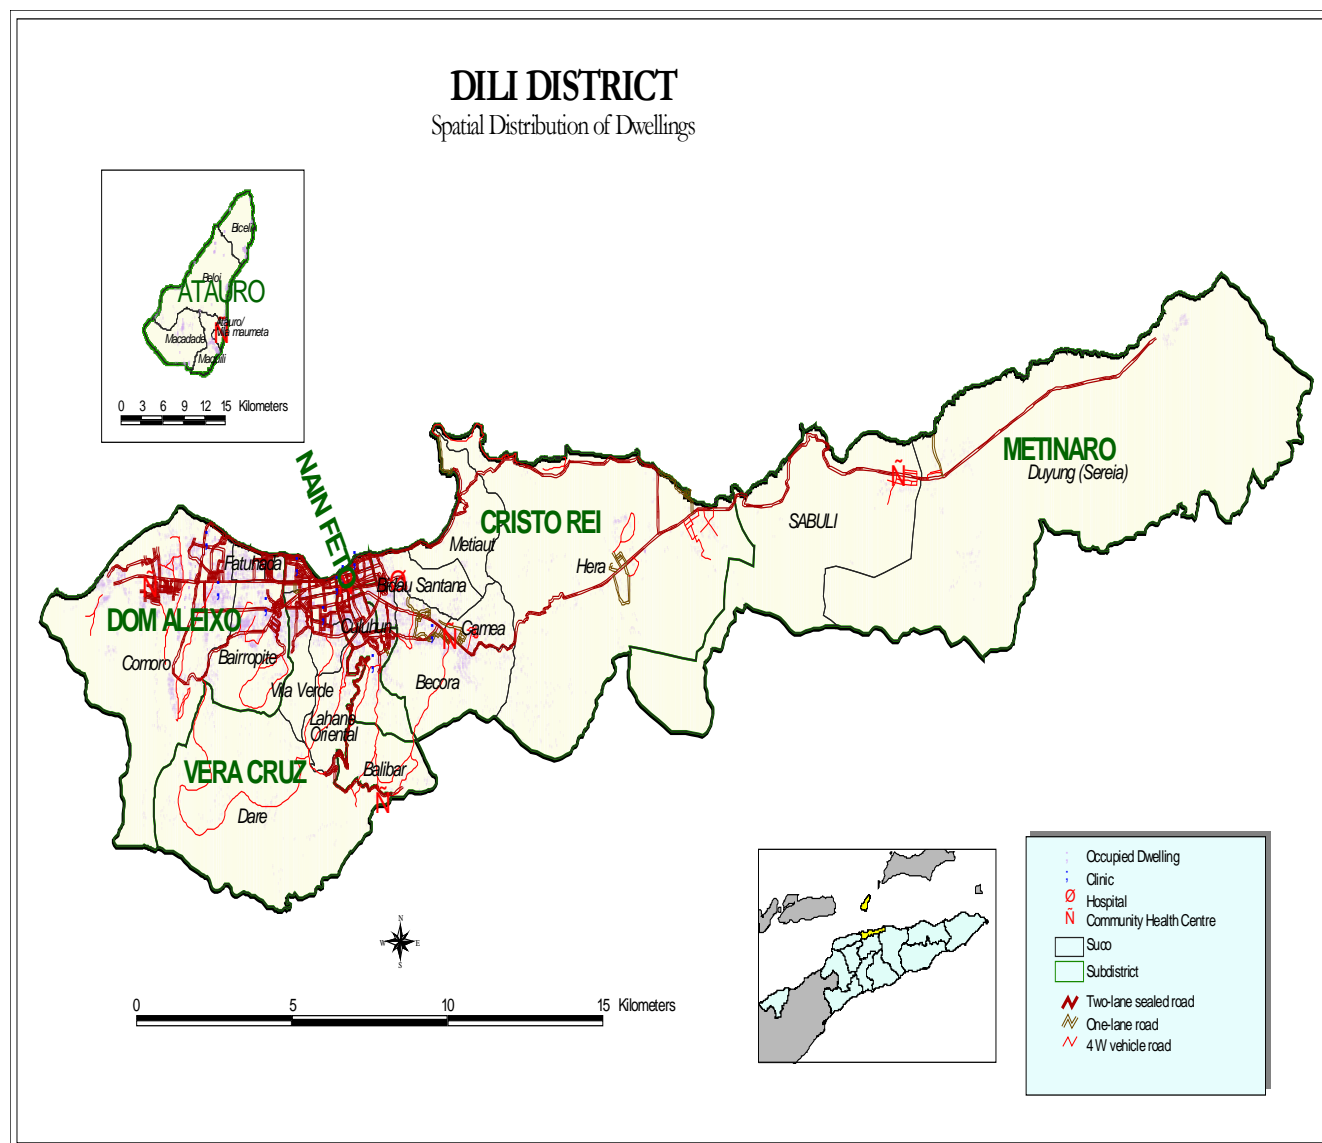 DILI DISTRICT
Spatial Distribution of Dwellings
Bicelli
Beloi
ATAURO
Atauro/
Vila maumeta
Macadade
Maquili
0 3 6 9 12 15 Kilometers
NAIN FETO
METINARO
Duyung (Sereia)
CRISTO REI
SABULI
Metiaut
Fatuhada
Hera
Bidau Santana
DOM ALEIXO
Culuhun
Camea
Comoro
Bairropite
Vila Verde
Becora
Lahane
Oriental
VERA CRUZ
Balibar
Dare
N
W E
S
0 5 10 15 Kilometers
Occupied Dwelling
Clinic
Ø Hospital
Ñ Community Health Centre
Suco
Subdistrict
Two-lane sealed road
One-lane road
4 W vehicle road